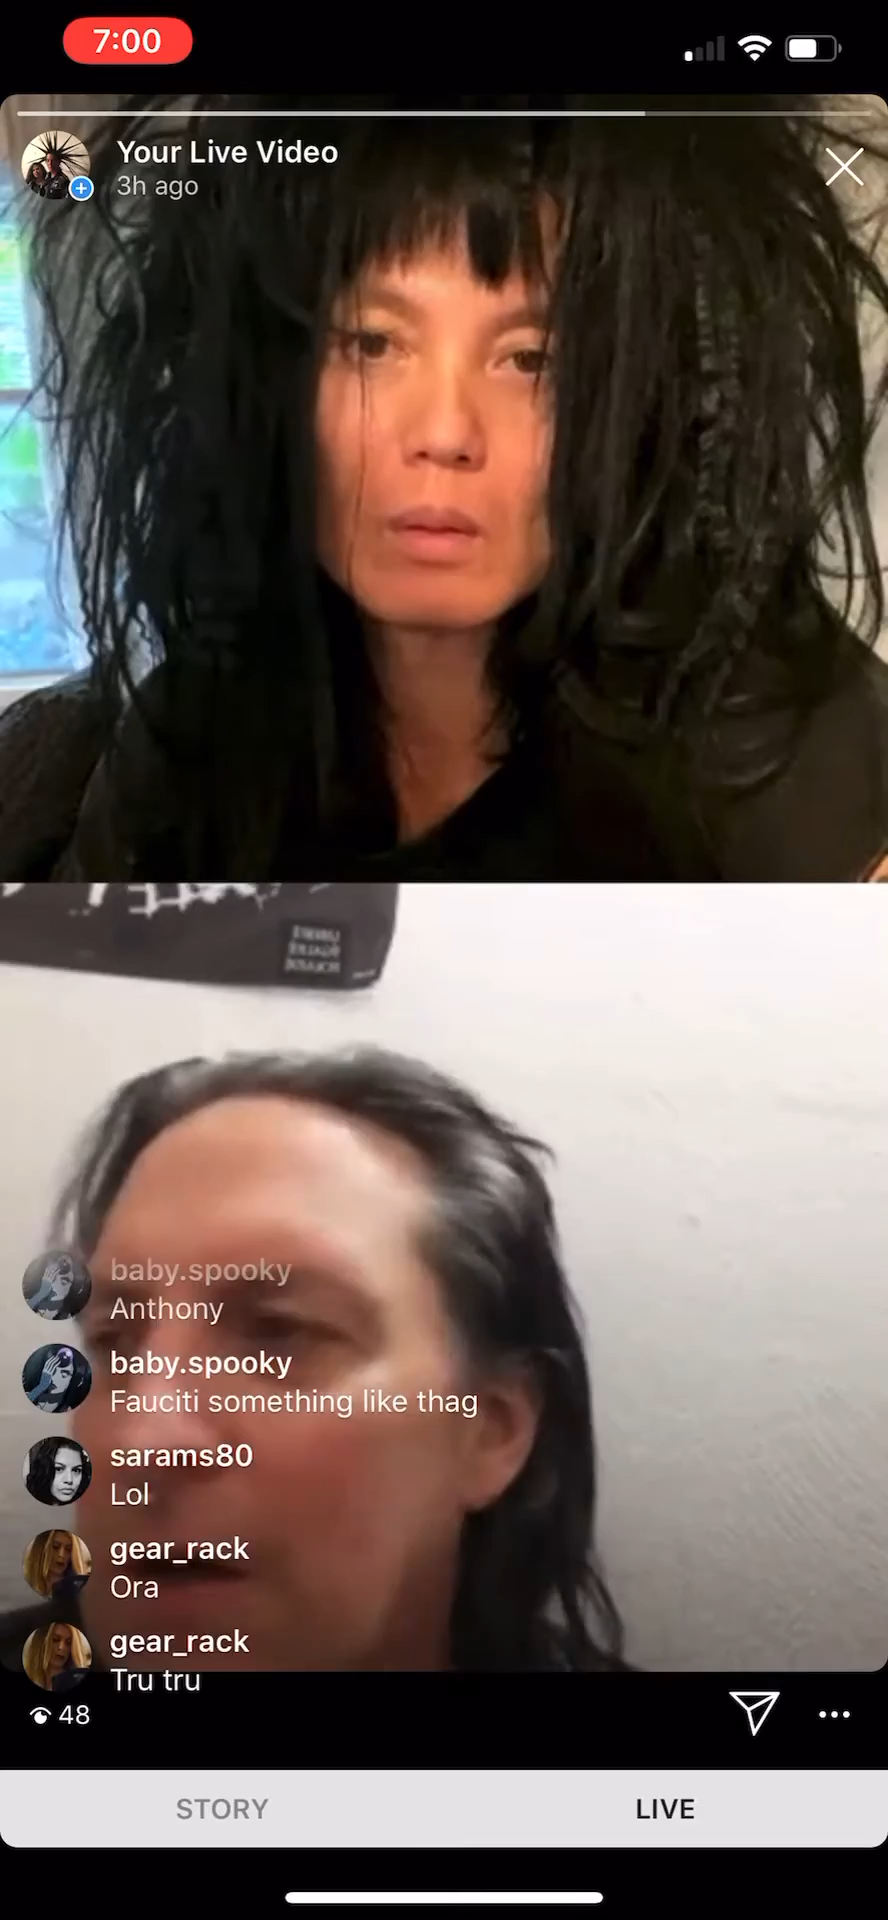 7:00
Your Live Video
3h ago
baby.spooky
Anthony
baby.spooky
Fauciti something like thag
sarams80
Lol
gear_rack
Ora
gear_rack
Tru tru
48
STORY
LIVE